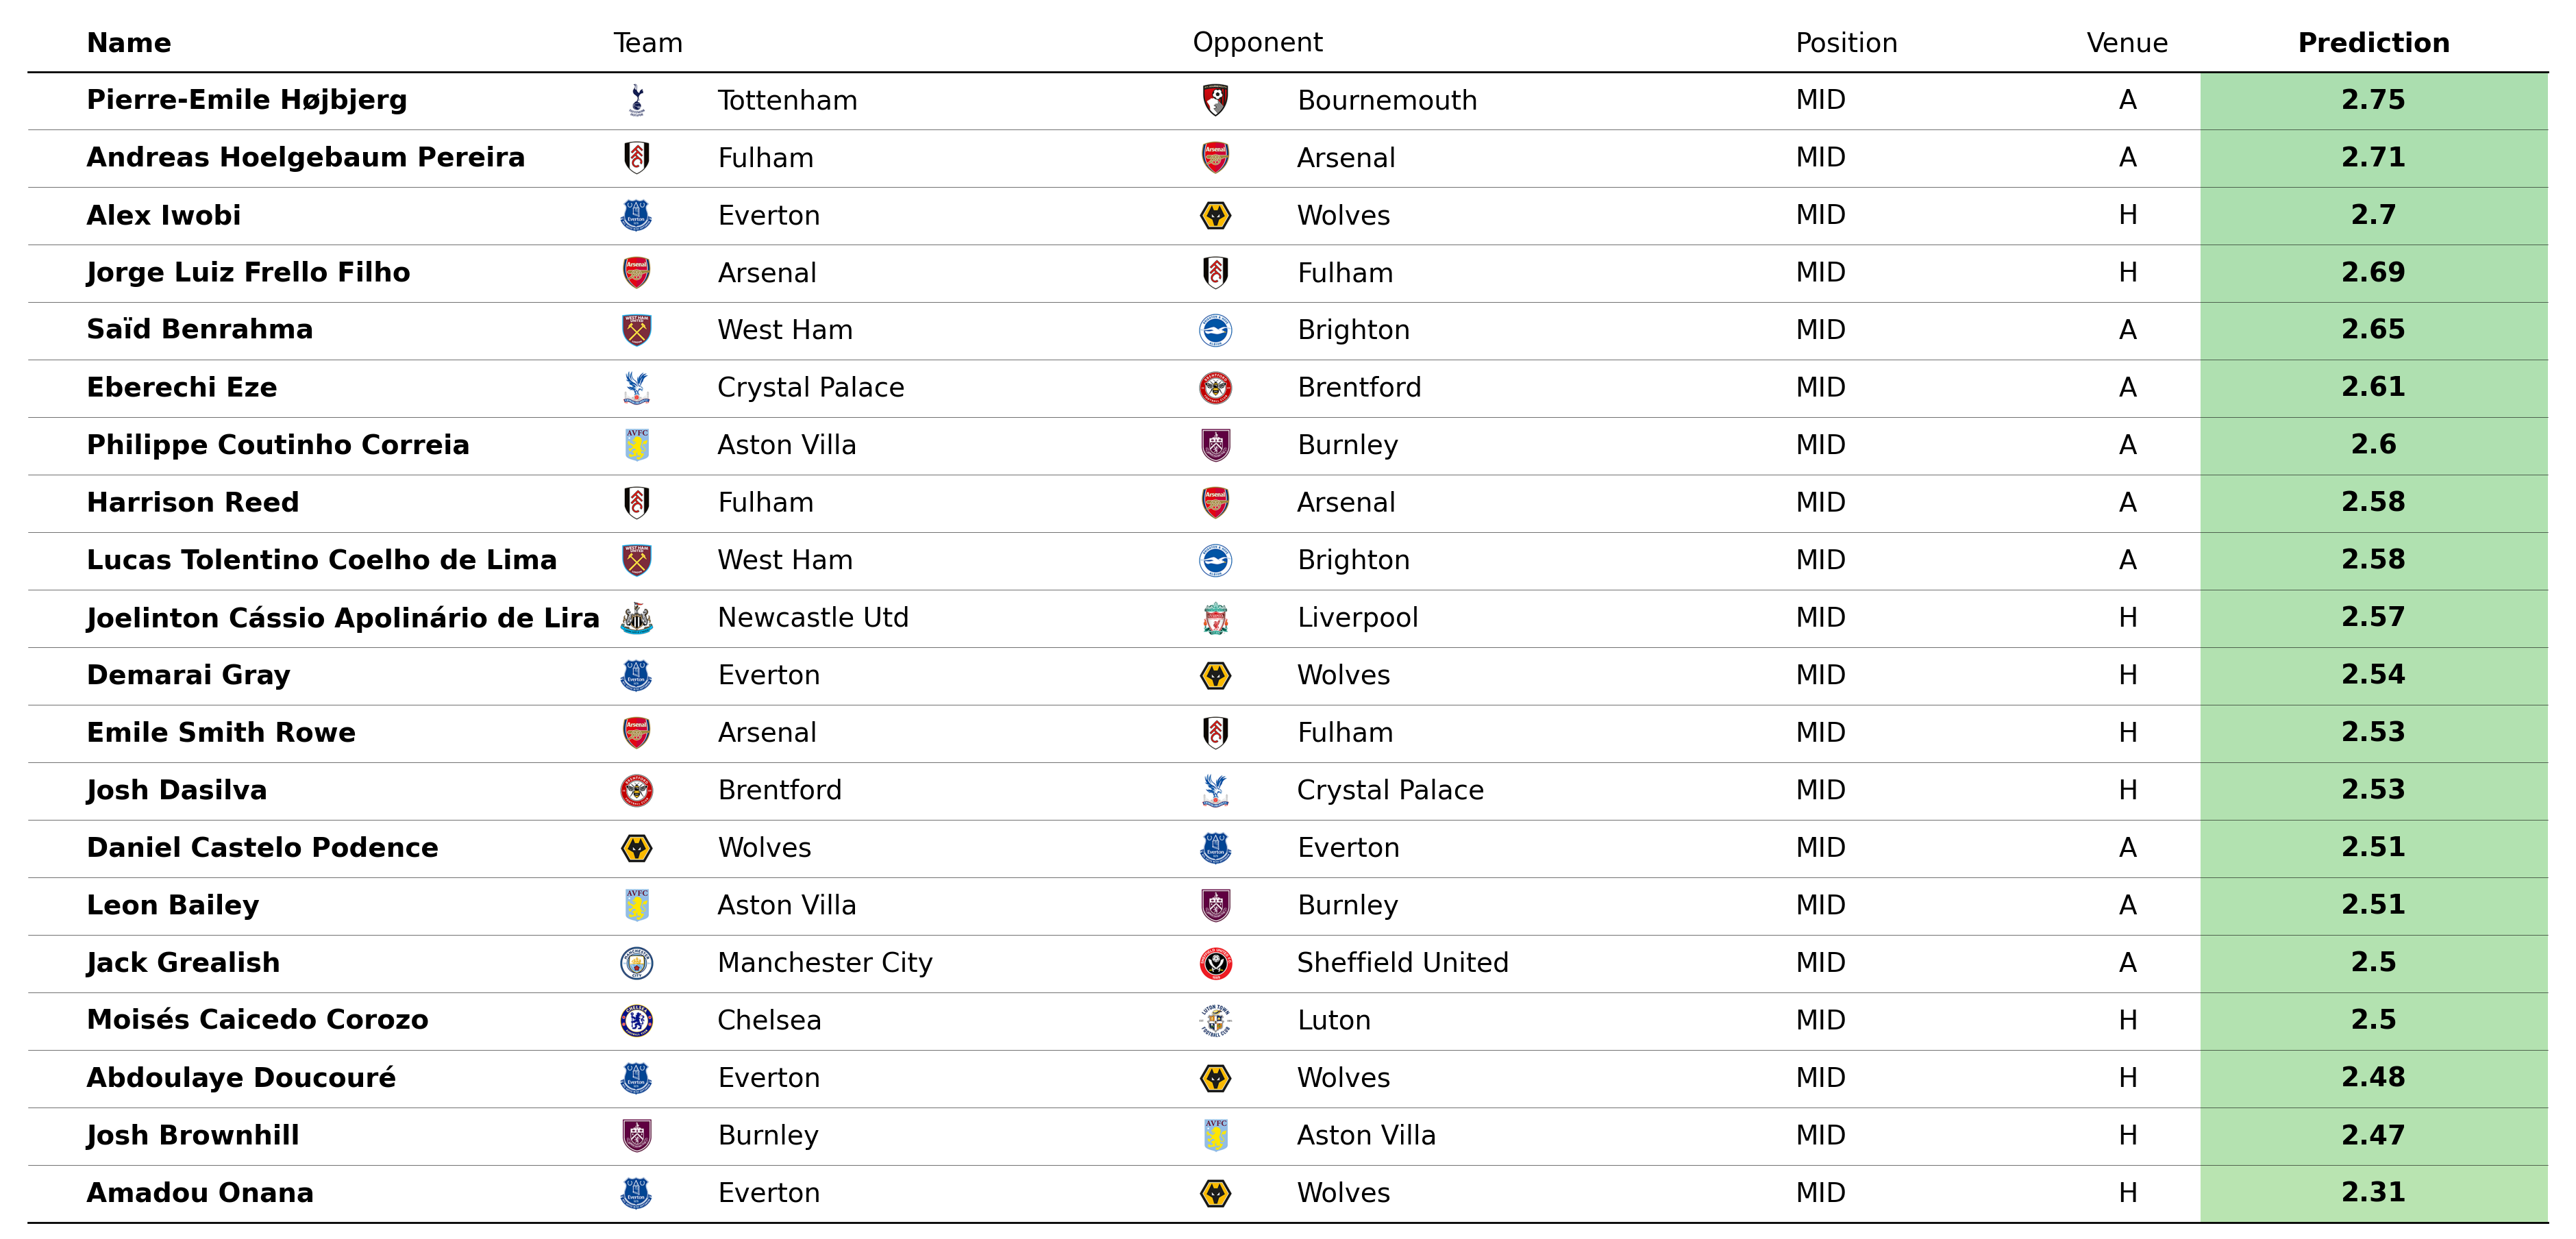 Name Team Opponent Position Venue Prediction
Pierre-Emile Højbjerg Tottenham Bournemouth MID A 2.75
Andreas Hoelgebaum Pereira Fulham Arsenal MID A 2.71
Alex Iwobi Everton Wolves MID H 2.7
Jorge Luiz Frello Filho Arsenal Fulham MID H 2.69
Saïd Benrahma West Ham Brighton MID A 2.65
Eberechi Eze Crystal Palace Brentford MID A 2.61
Philippe Coutinho Correia Aston Villa Burnley MID A 2.6
Harrison Reed Fulham Arsenal MID A 2.58
Lucas Tolentino Coelho de Lima West Ham Brighton MID A 2.58
Joelinton Cássio Apolinário de Lira Newcastle Utd Liverpool MID H 2.57
Demarai Gray Everton Wolves MID H 2.54
Emile Smith Rowe Arsenal Fulham MID H 2.53
Josh Dasilva Brentford Crystal Palace MID H 2.53
Daniel Castelo Podence Wolves Everton MID A 2.51
Leon Bailey Aston Villa Burnley MID A 2.51
Jack Grealish Manchester City Sheffield United MID A 2.5
Moisés Caicedo Corozo Chelsea Luton MID H 2.5
Abdoulaye Doucouré Everton Wolves MID H 2.48
Josh Brownhill Burnley Aston Villa MID H 2.47
Amadou Onana Everton Wolves MID H 2.31